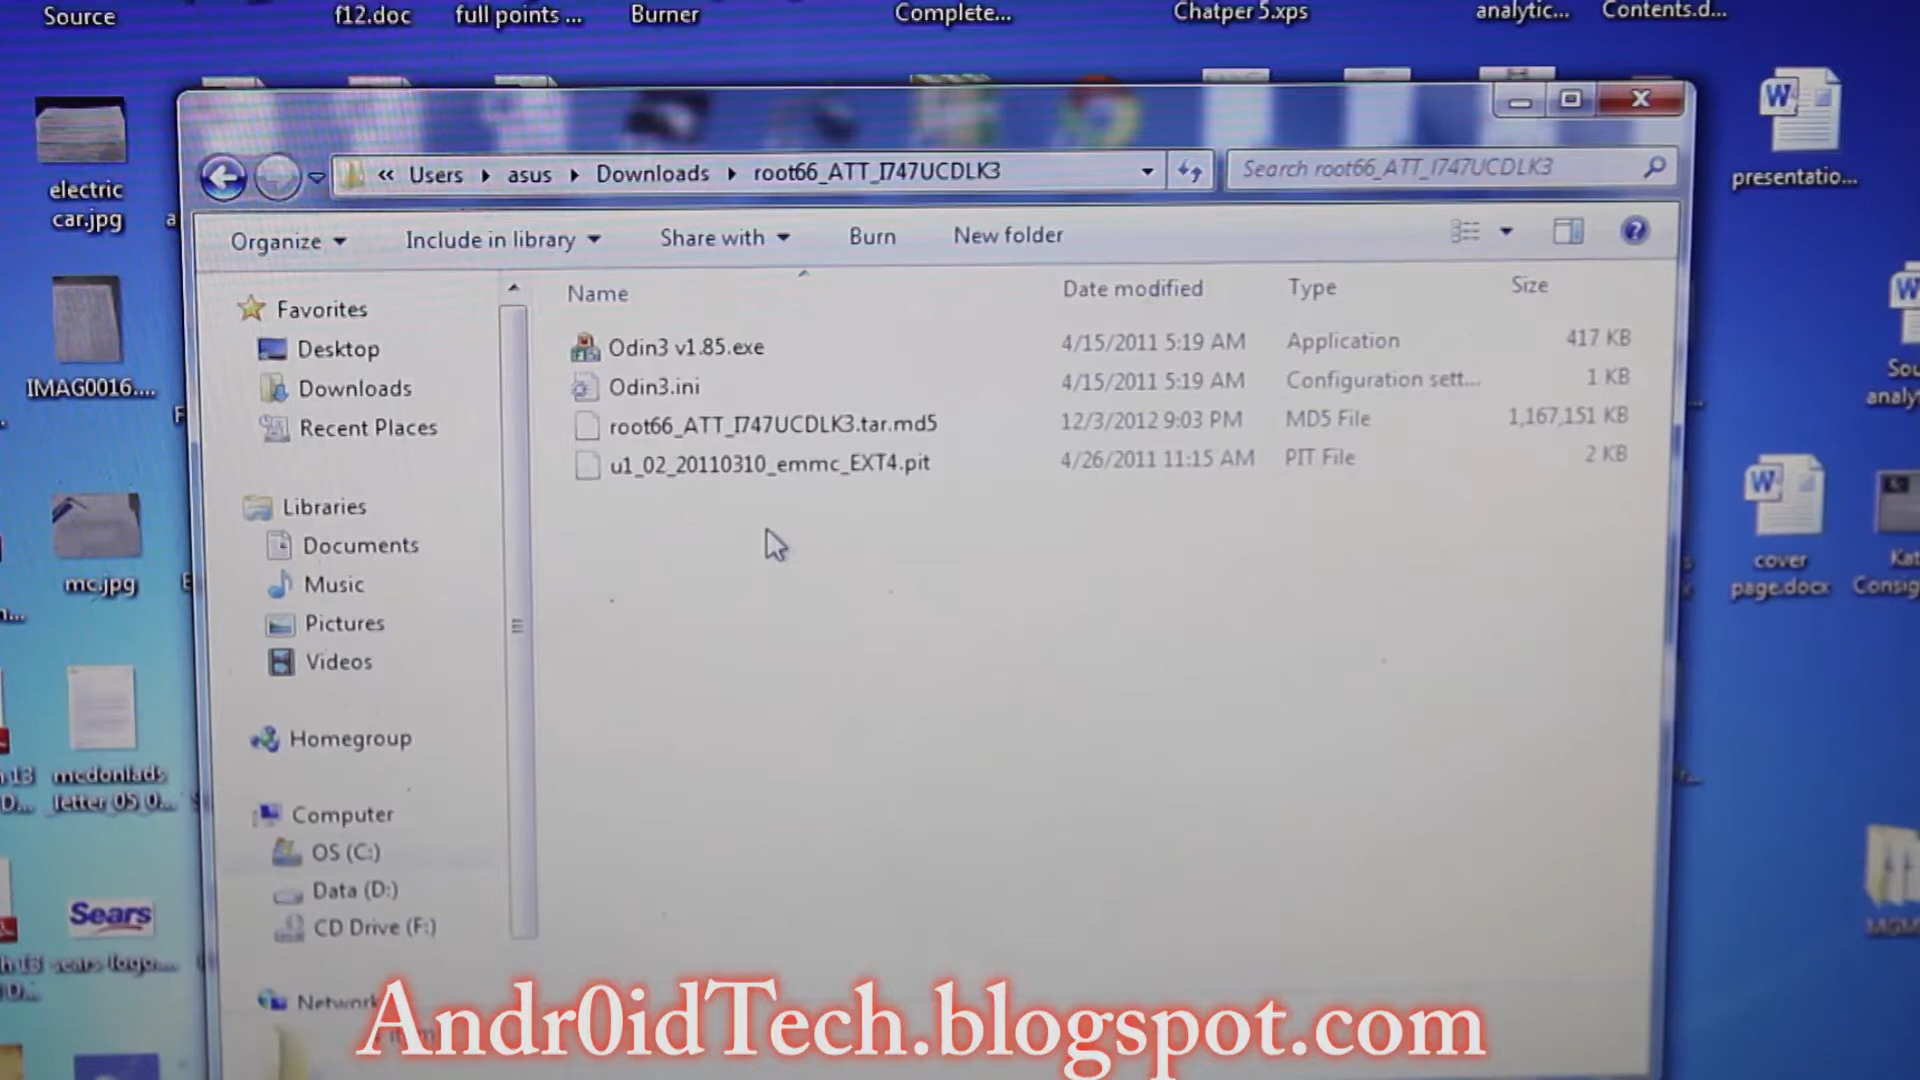 Source
f12.doc
full points ...
Burner
Complete...
Chatper 5.xps
analytic...
Contents.d...
electric
car.jpg
IMAG0016....
mc.jpg
Sears
presentatio...
cover
page.docx
« Users ▸ asus ▸ Downloads ▸ root66_ATT_I747UCDLK3
Search root66_ATT_I747UCDLK3
Organize
Include in library
Share with
Burn
New folder
Favorites
Desktop
Downloads
Recent Places
Libraries
Documents
Music
Pictures
Videos
Homegroup
Computer
OS (C:)
Data (D:)
CD Drive (F:)
Network
Name Date modified Type Size
Odin3 v1.85.exe 4/15/2011 5:19 AM Application 417 KB
Odin3.ini 4/15/2011 5:19 AM Configuration sett... 1 KB
root66_ATT_I747UCDLK3.tar.md5 12/3/2012 9:03 PM MD5 File 1,167,151 KB
u1_02_20110310_emmc_EXT4.pit 4/26/2011 11:15 AM PIT File 2 KB
Andr0idTech.blogspot.com